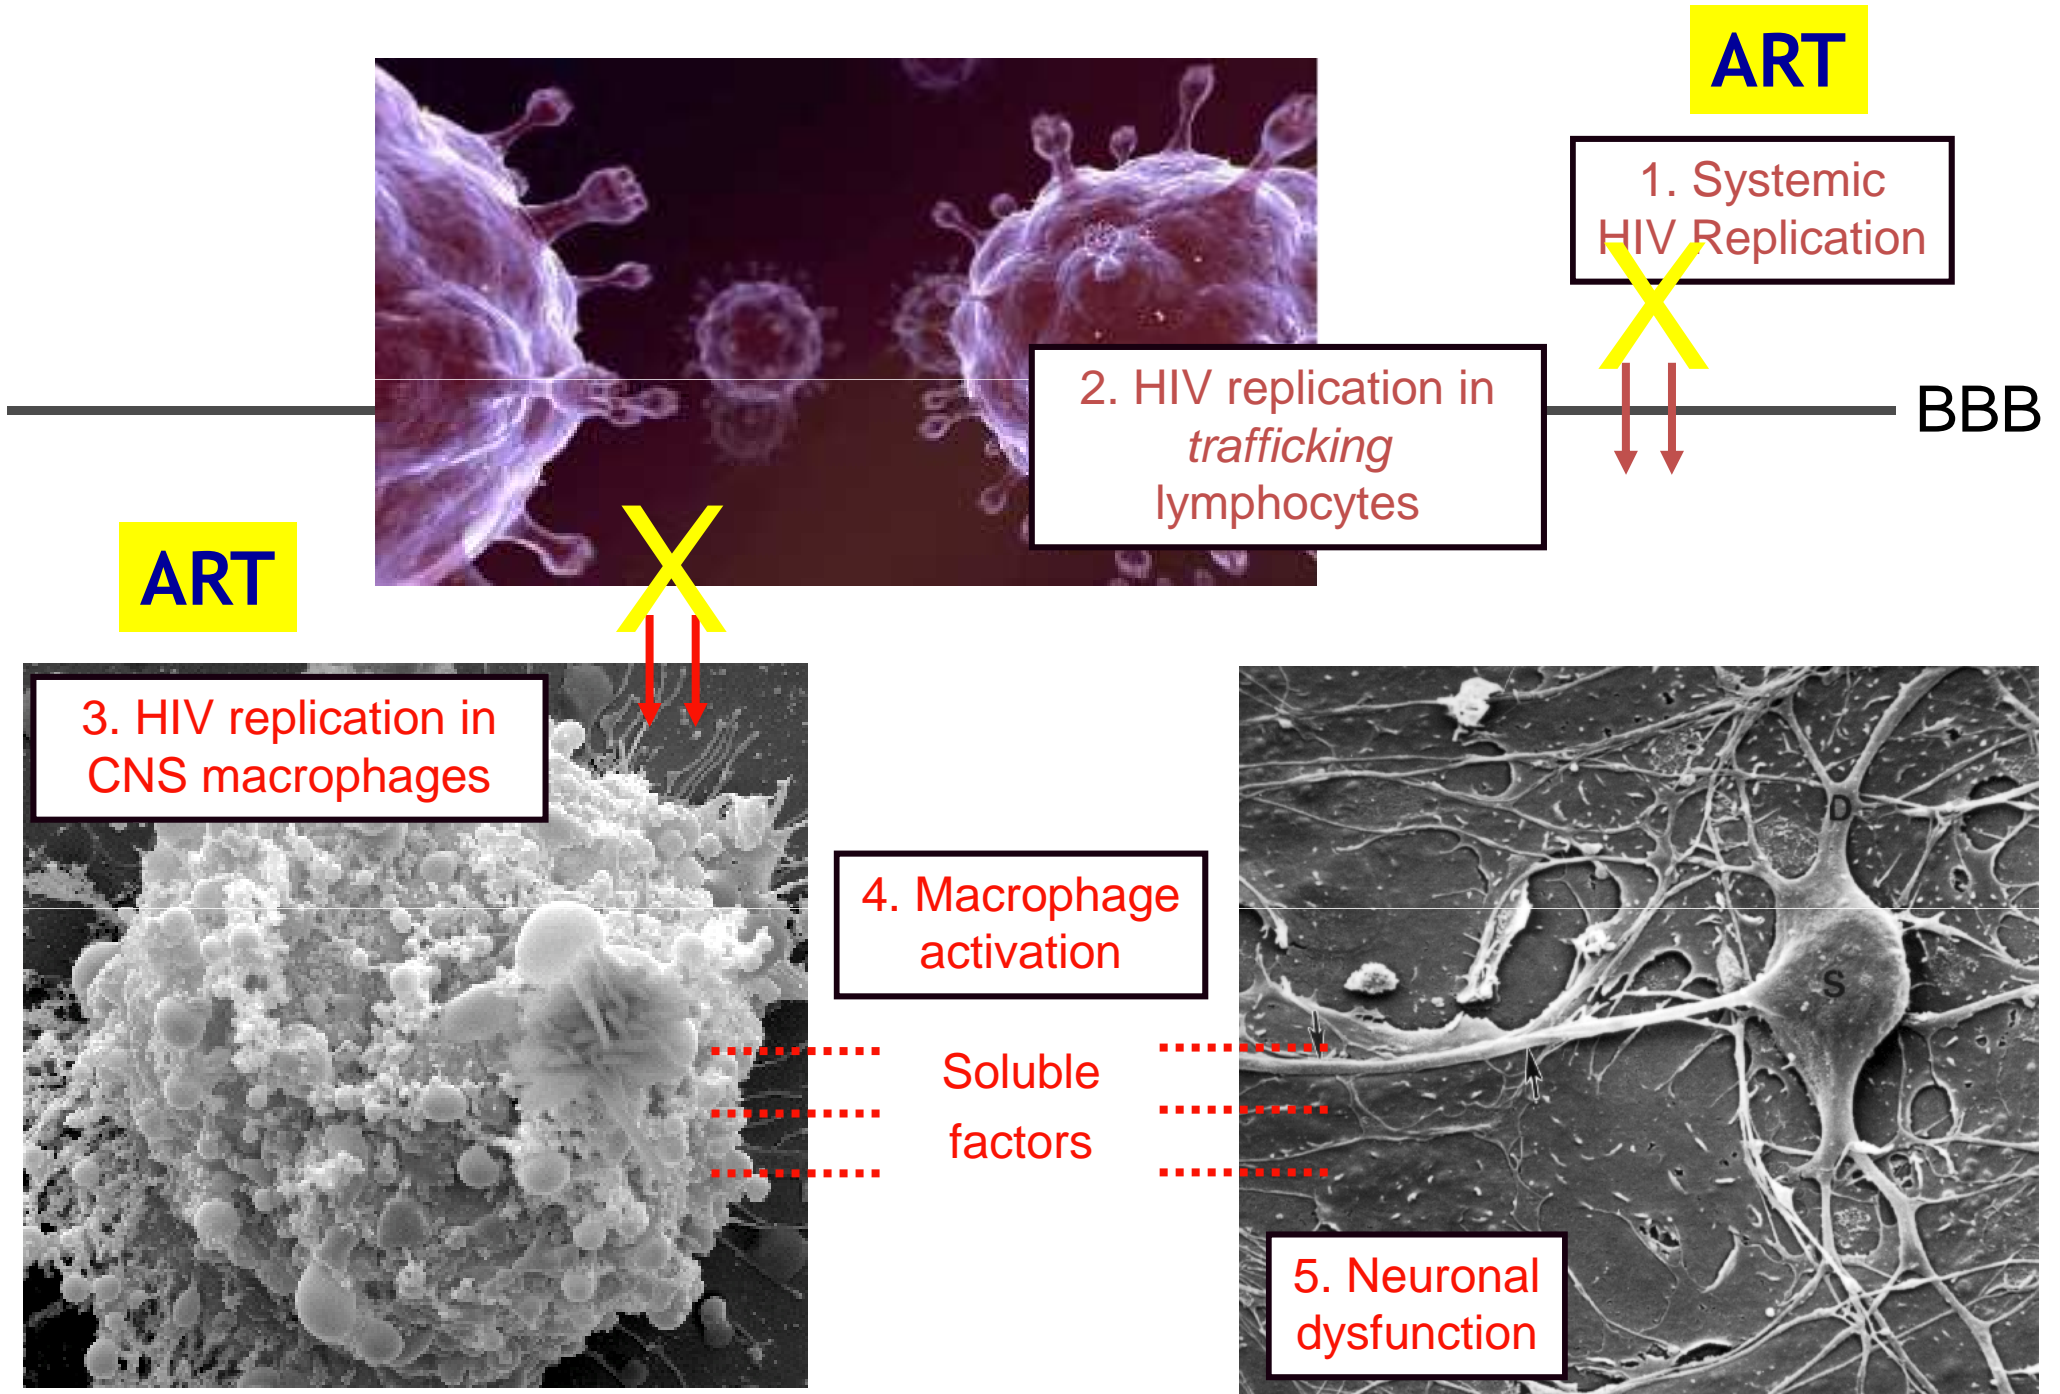 ART
1. Systemic
HIV Replication
X
2. HIV replication in
trafficking
lymphocytes
BBB
ART
X
3. HIV replication in
CNS macrophages
4. Macrophage
activation
Soluble
factors
D
S
5. Neuronal
dysfunction